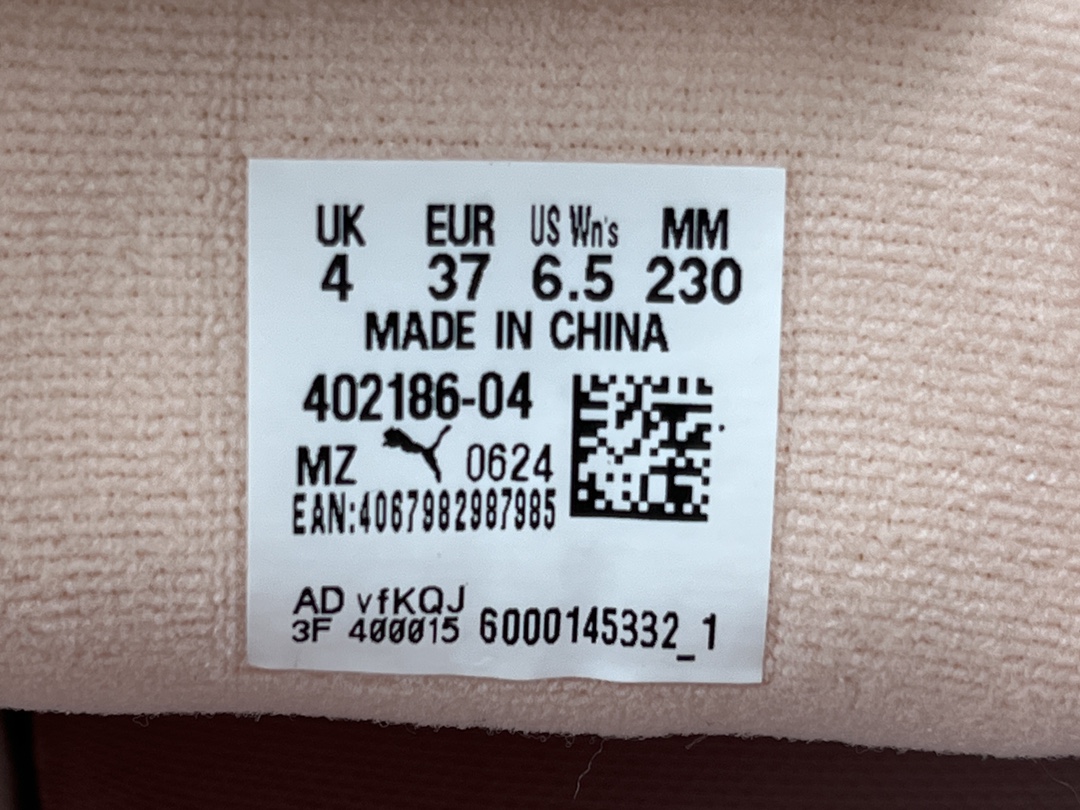 UK EUR US Wn's MM
4 37 6.5 230
MADE IN CHINA
402186-04
MZ 0624
EAN:4067982987985
AD vfKQJ
3F 400015 6000145332_1